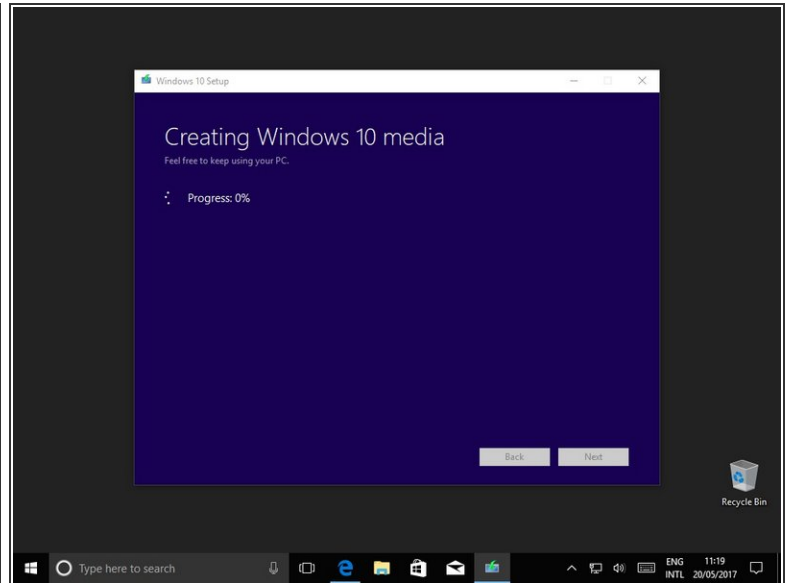 Windows 10 Setup
Creating Windows 10 media
Feel free to keep using your PC.
Progress: 0%
Back
Next
Recycle Bin
Type here to search
ENG
INTL
11:19
20/05/2017